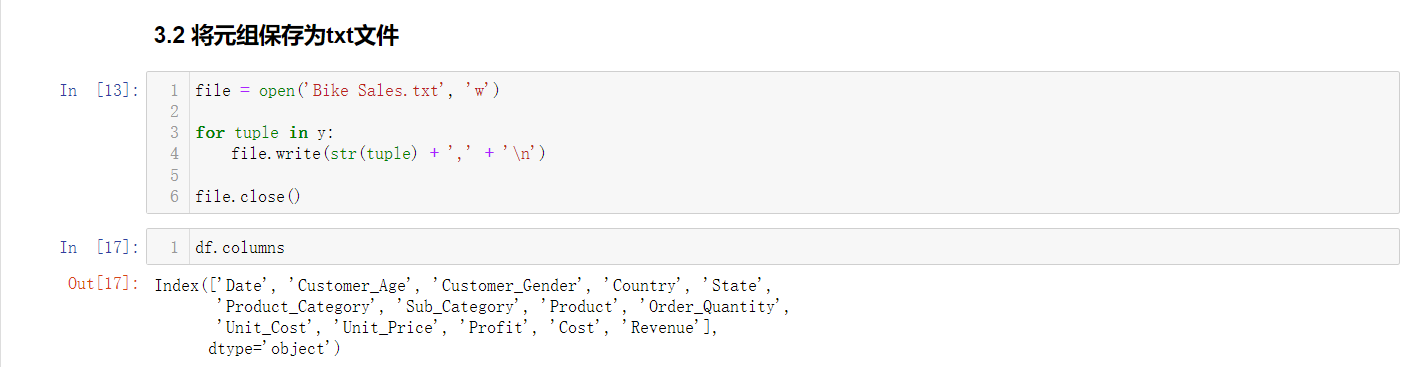 3.2 将元组保存为txt文件
In [13]:
1 file = open('Bike Sales.txt', 'w')
2
3 for tuple in y:
4     file.write(str(tuple) + ',' + '\n')
5
6 file.close()
In [17]:
1 df.columns
Out[17]:
Index(['Date', 'Customer_Age', 'Customer_Gender', 'Country', 'State',
       'Product_Category', 'Sub_Category', 'Product', 'Order_Quantity',
       'Unit_Cost', 'Unit_Price', 'Profit', 'Cost', 'Revenue'],
      dtype='object')